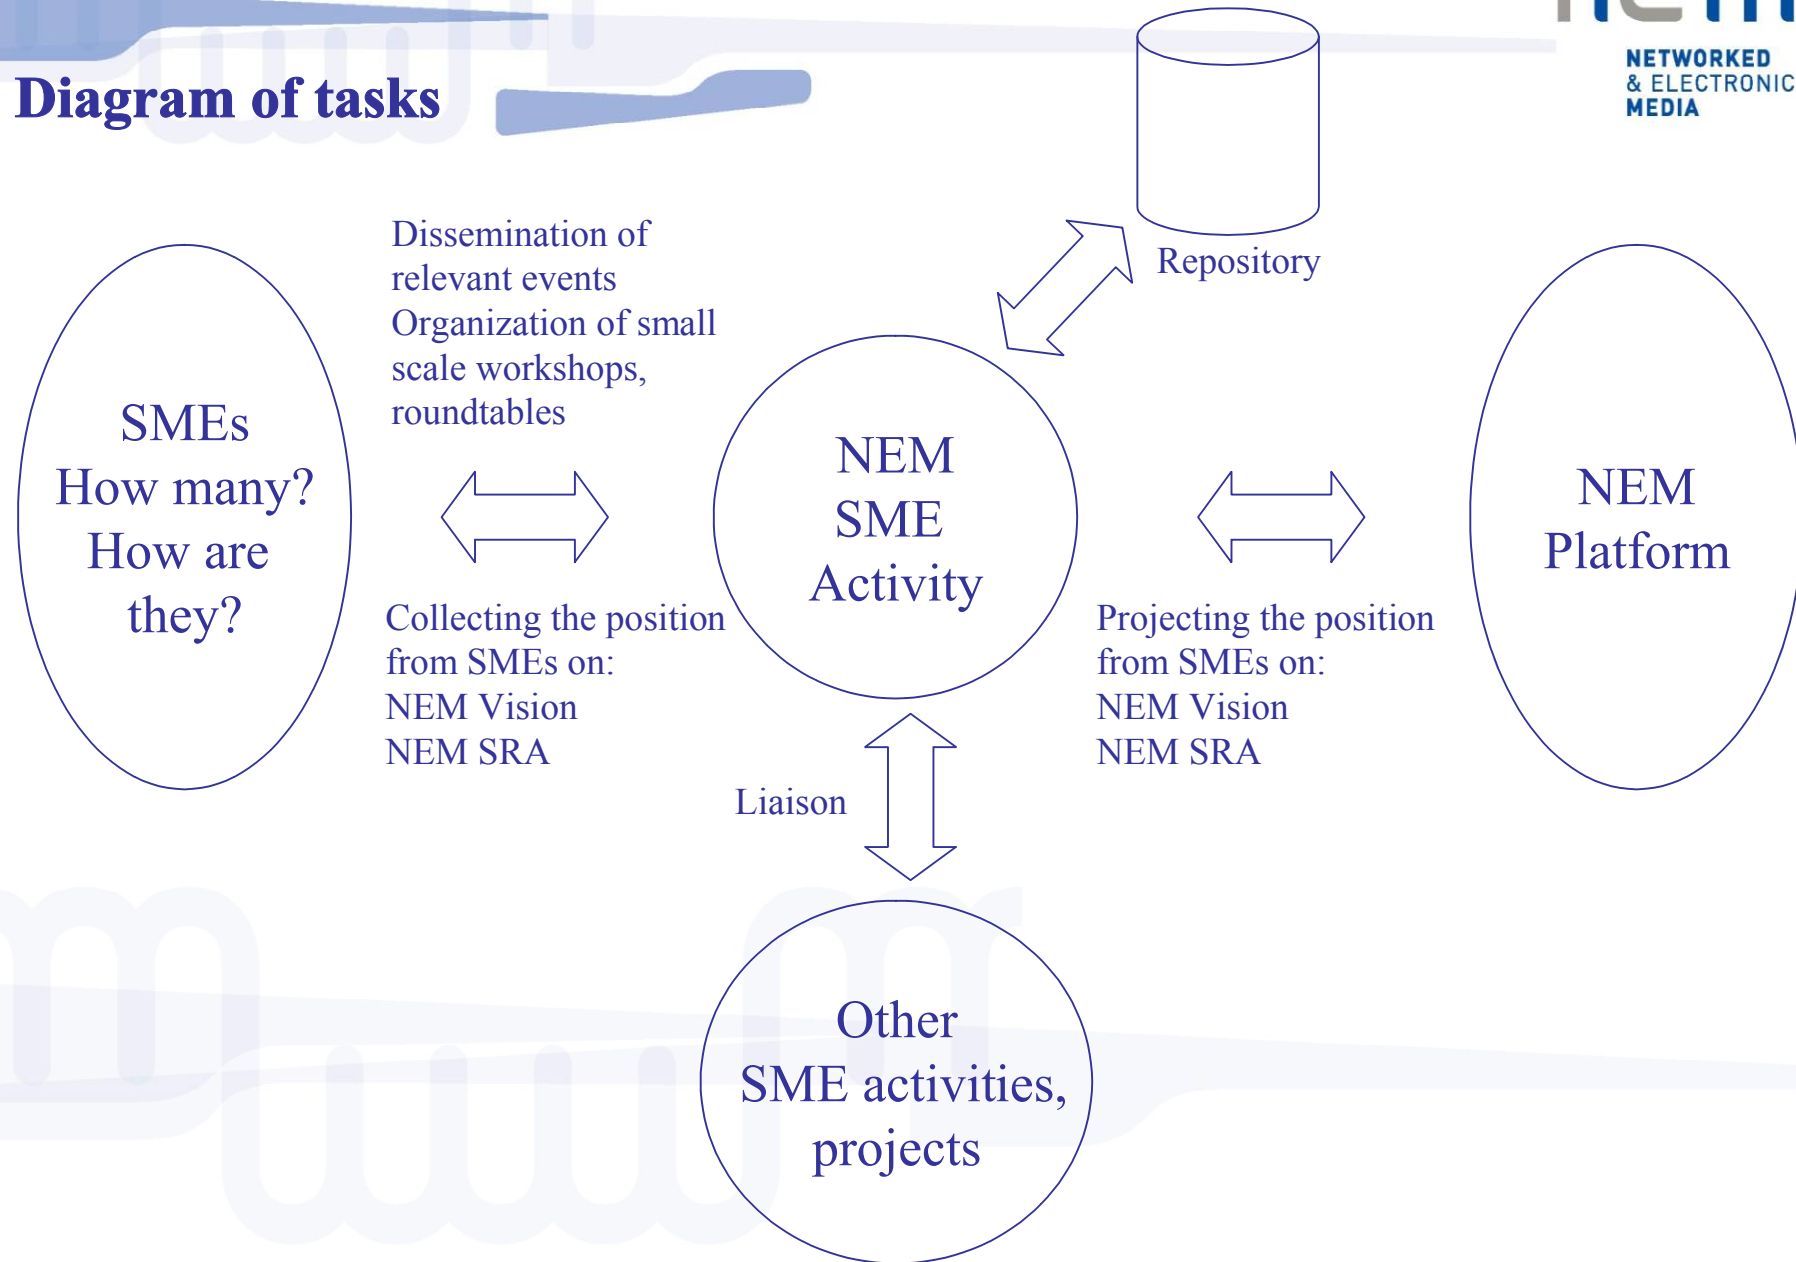 nem
NETWORKED
& ELECTRONIC
MEDIA
Diagram of tasks
Dissemination of
relevant events
Organization of small
scale workshops,
roundtables
Repository
SMEs
How many?
How are
they?
NEM
SME
Activity
NEM
Platform
Collecting the position
from SMEs on:
NEM Vision
NEM SRA
Projecting the position
from SMEs on:
NEM Vision
NEM SRA
Liaison
Other
SME activities,
projects